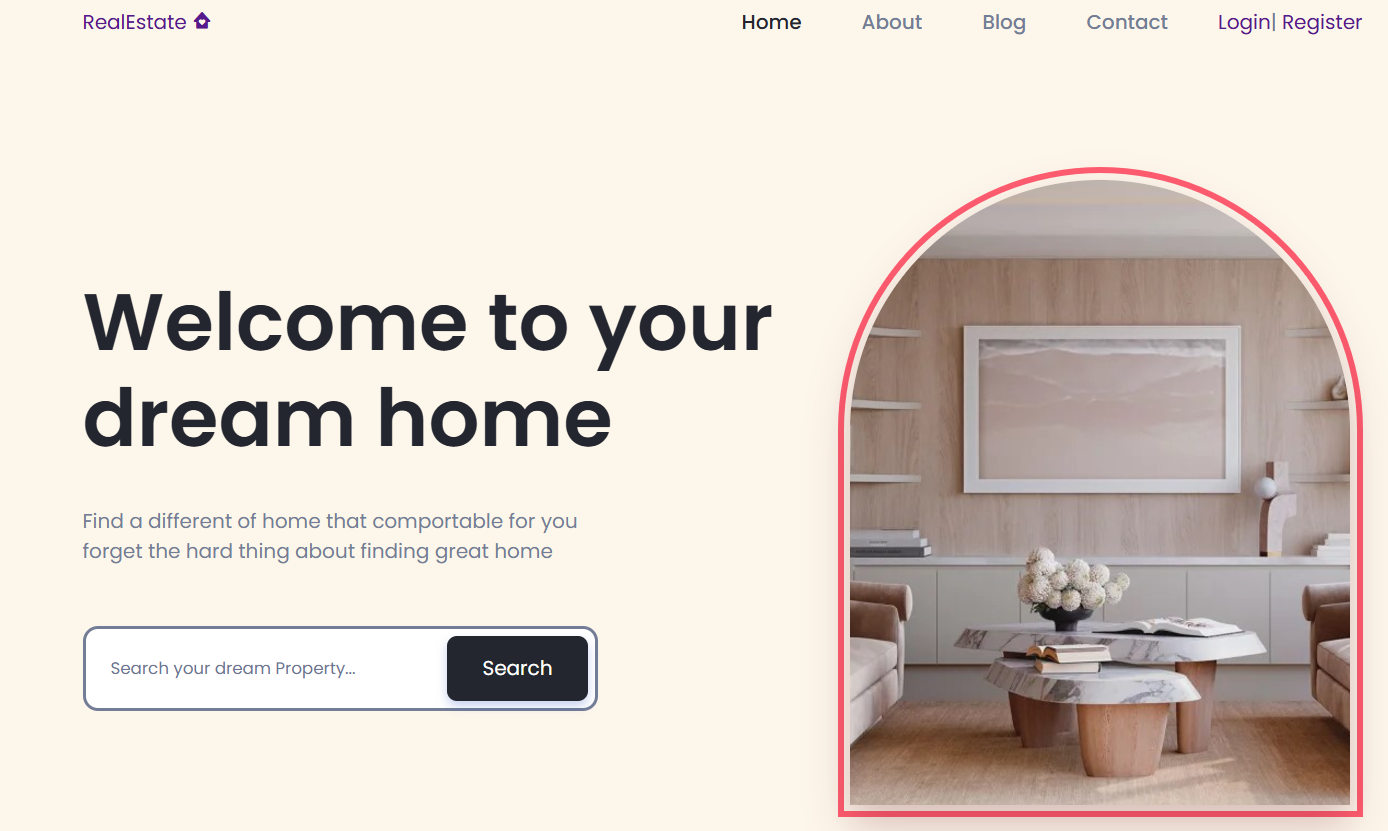 RealEstate
Home About Blog Contact Login| Register
Welcome to your
dream home
Find a different of home that comportable for you
forget the hard thing about finding great home
Search your dream Property...
Search